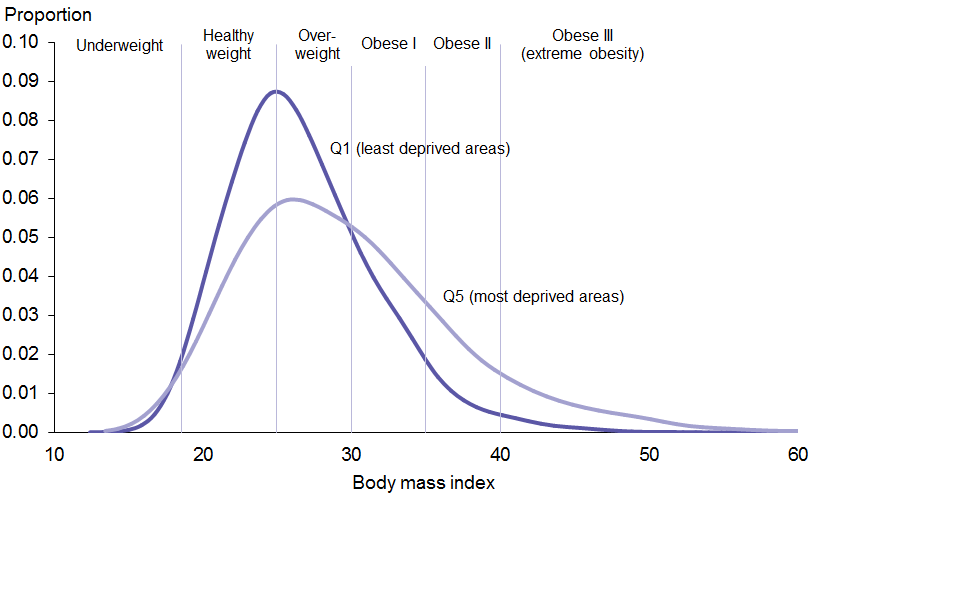 Proportion
0.10
Underweight
Healthy
weight
Over-
weight
Obese I
Obese II
Obese III
(extreme obesity)
0.09
0.08
Q1 (least deprived areas)
0.07
0.06
0.05
0.04
Q5 (most deprived areas)
0.03
0.02
0.01
0.00
10
20
30
40
50
60
Body mass index